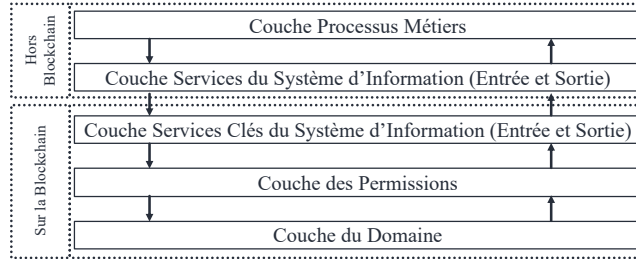 Hors
Blockchain
Couche Processus Métiers
Couche Services du Système d’Information (Entrée et Sortie)
Sur la Blockchain
Couche Services Clés du Système d’Information (Entrée et Sortie)
Couche des Permissions
Couche du Domaine